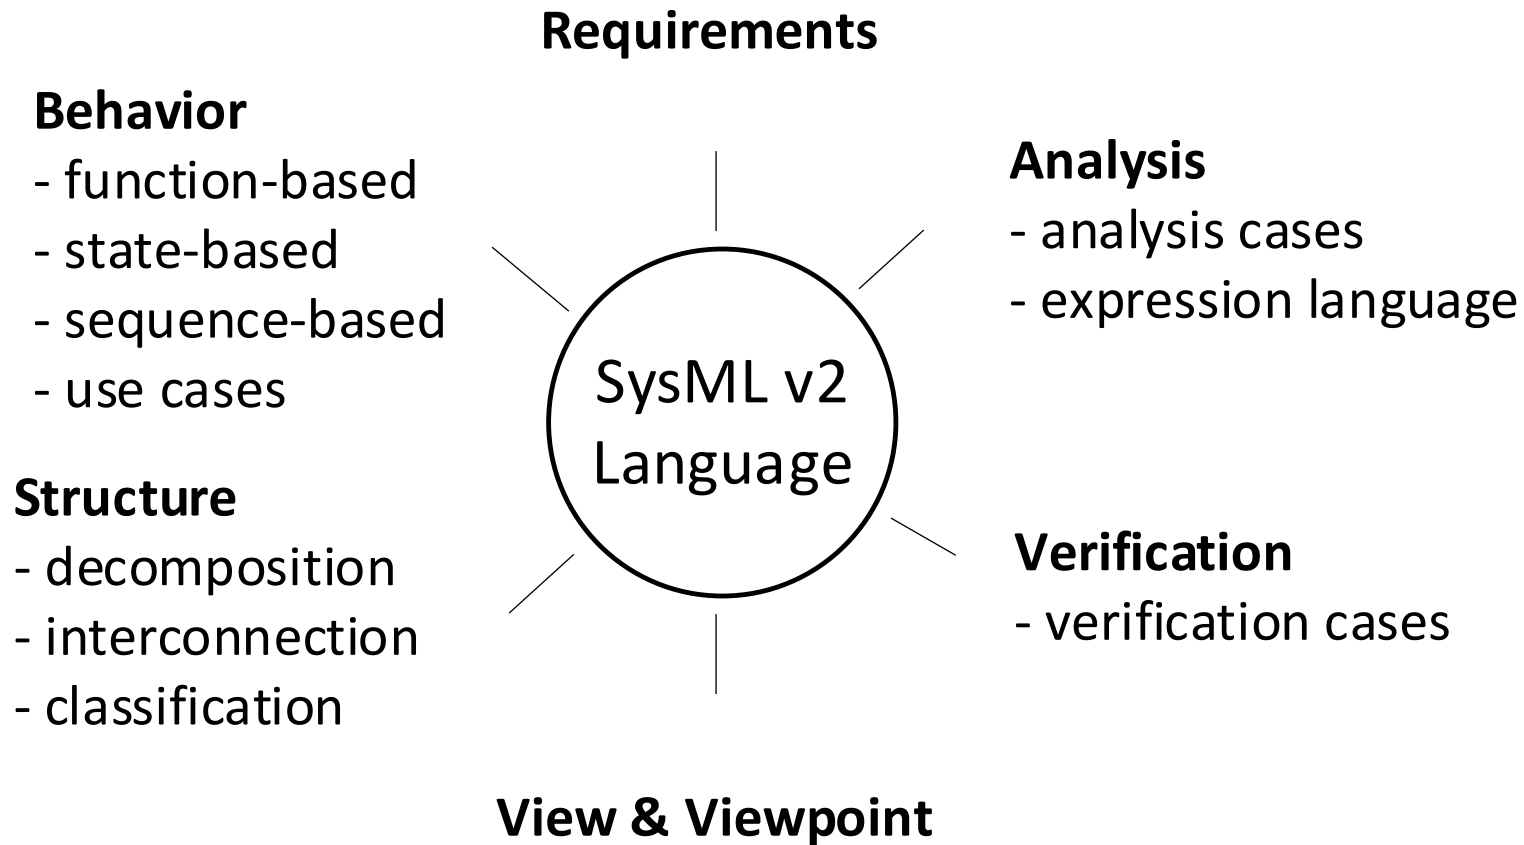 Requirements
Behavior
- function-based
- state-based
- sequence-based
- use cases
Analysis
- analysis cases
- expression language
SysML v2
Language
Structure
- decomposition
- interconnection
- classification
Verification
- verification cases
View & Viewpoint